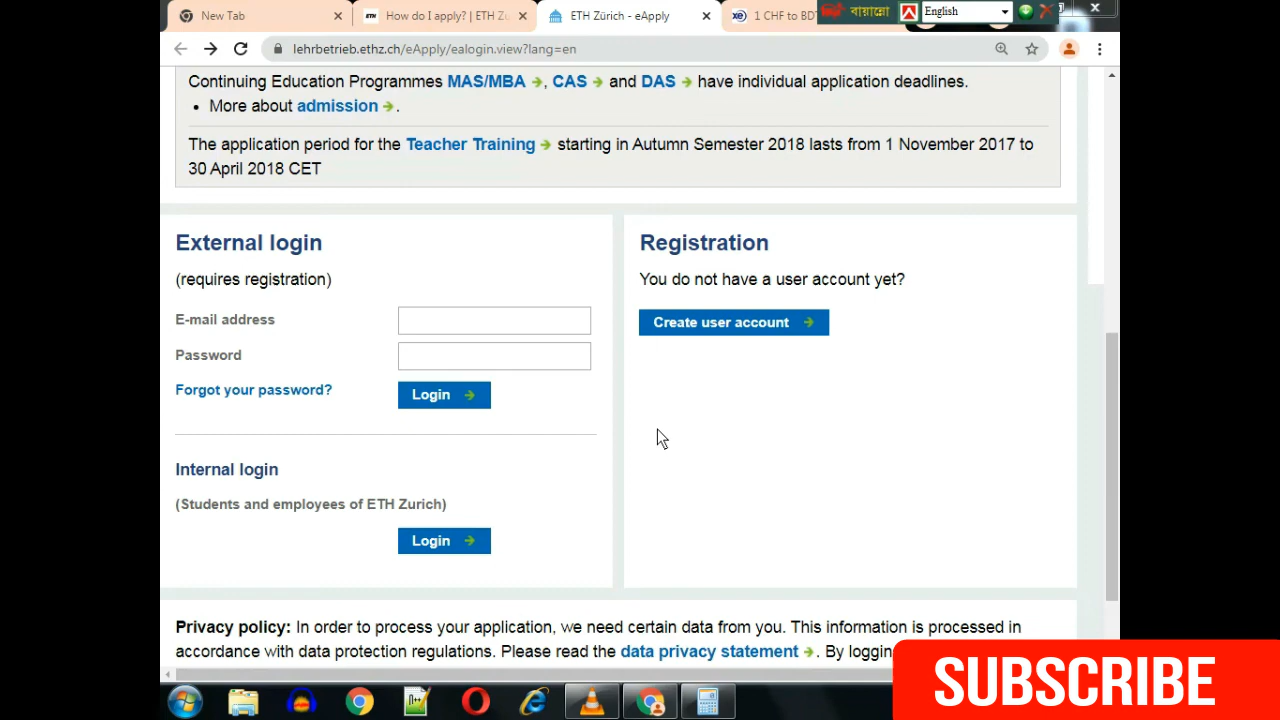 New Tab
How do I apply? | ETH Zu
ETH Zürich - eApply
1 CHF to BD
বায়ান্নো
English
lehrbetrieb.ethz.ch/eApply/ealogin.view?lang=en
Continuing Education Programmes MAS/MBA, CAS and DAS have individual application deadlines.
• More about admission.
The application period for the Teacher Training starting in Autumn Semester 2018 lasts from 1 November 2017 to
30 April 2018 CET
External login
(requires registration)
E-mail address
Password
Forgot your password?
Login
Internal login
(Students and employees of ETH Zurich)
Login
Registration
You do not have a user account yet?
Create user account
Privacy policy: In order to process your application, we need certain data from you. This information is processed in
accordance with data protection regulations. Please read the data privacy statement. By logging
SUBSCRIBE